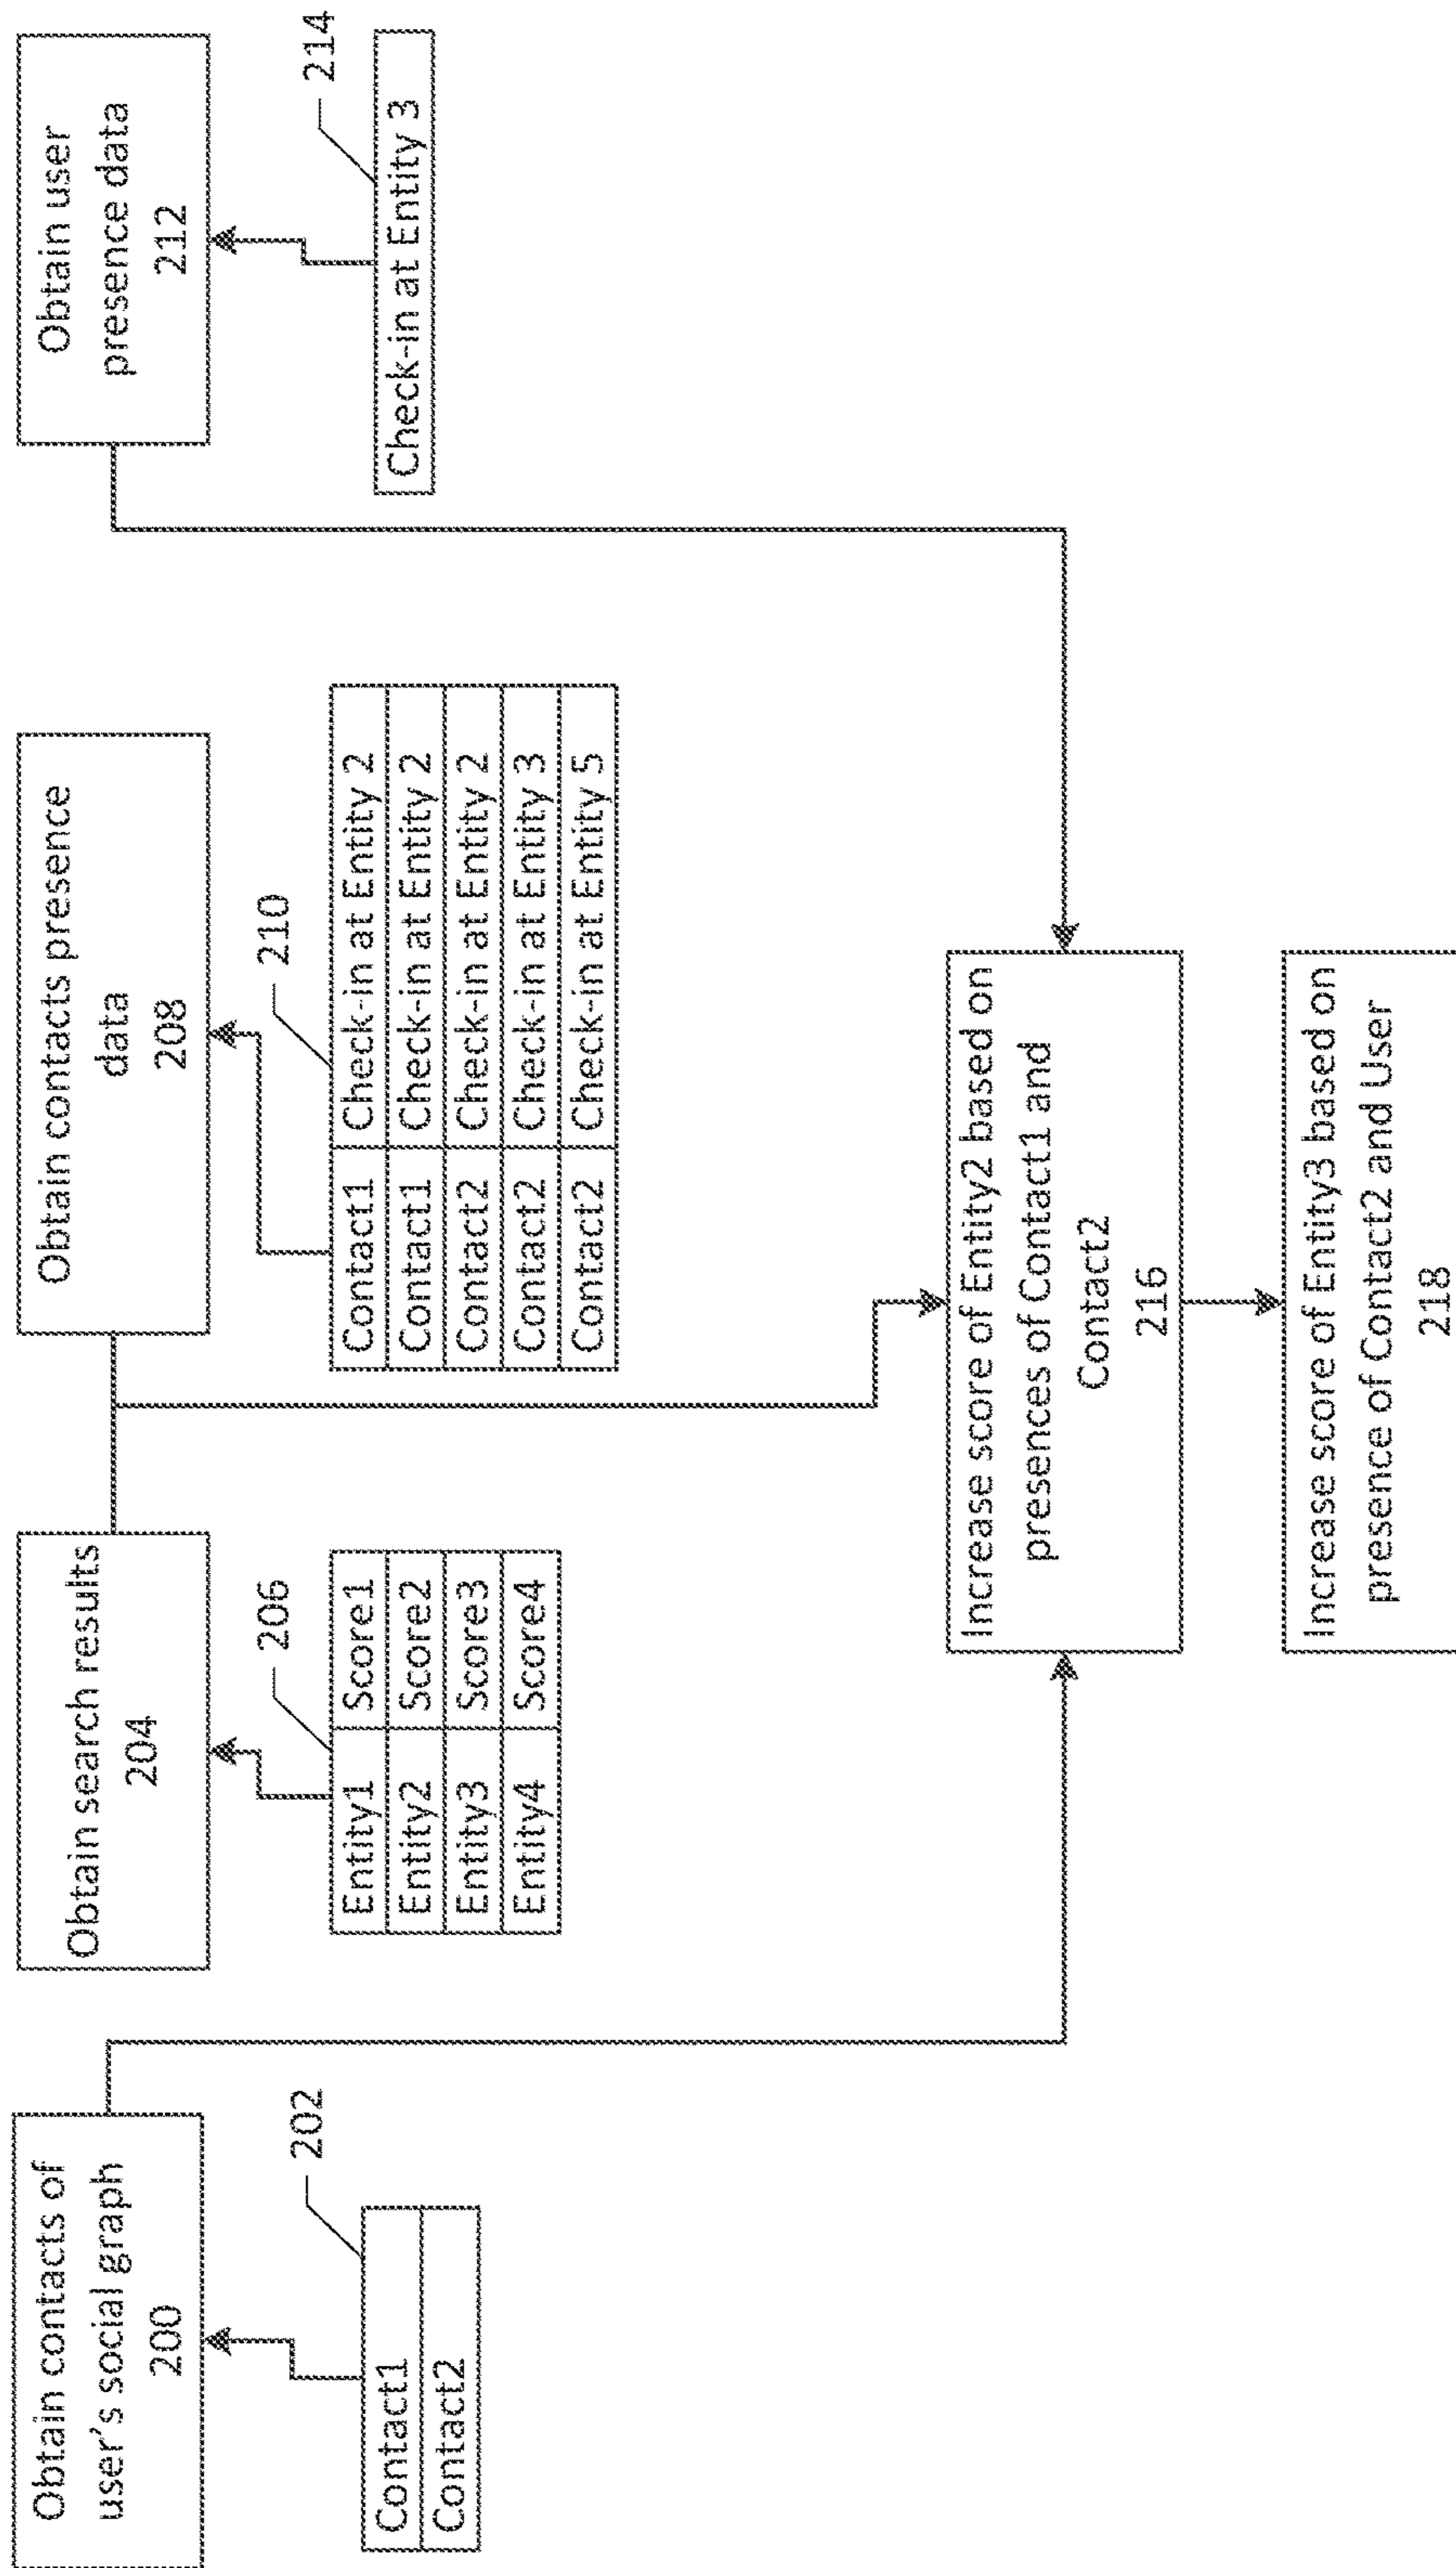 Obtain contacts of
user's social graph
200
202
Contact1
Contact2
Obtain search results
204
206
Entity1 Score1
Entity2 Score2
Entity3 Score3
Entity4 Score4
Obtain contacts presence
data
208
210
Contact1 Check-in at Entity 2
Contact1 Check-in at Entity 2
Contact2 Check-in at Entity 2
Contact2 Check-in at Entity 3
Contact2 Check-in at Entity 5
Obtain user
presence data
212
214
Check-in at Entity 3
Increase score of Entity2 based on
presences of Contact1 and
Contact2
216
Increase score of Entity3 based on
presence of Contact2 and User
218